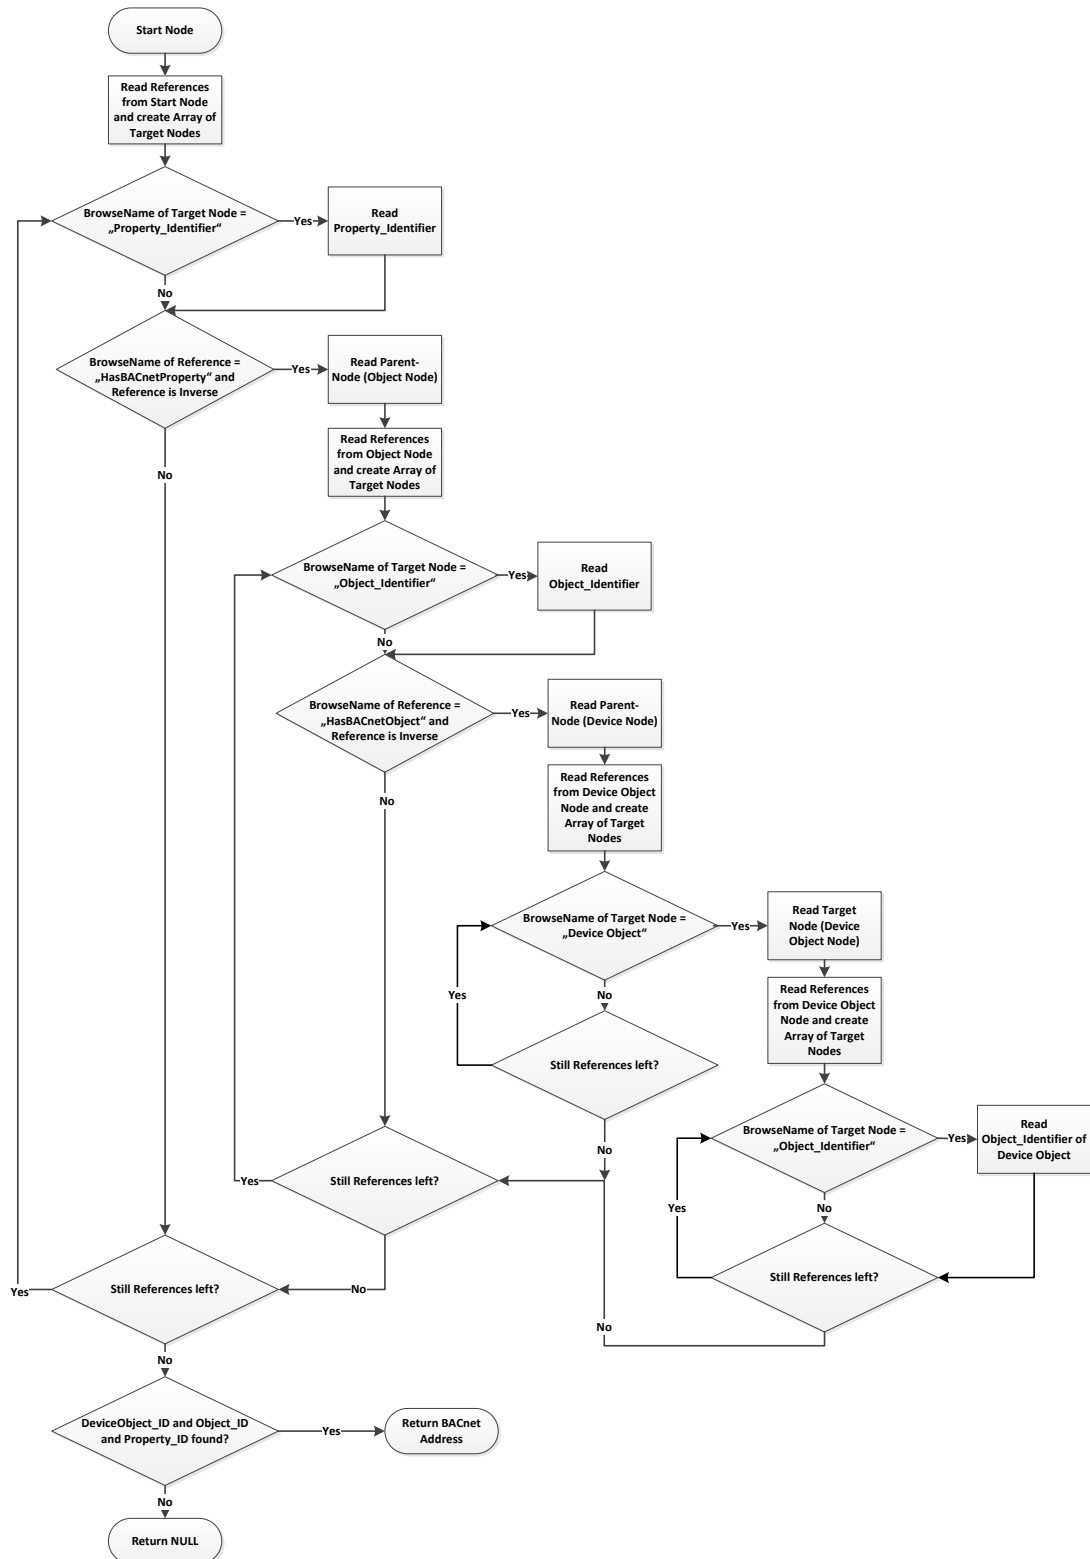 Start Node
Read References
from Start Node
and create Array of
Target Nodes
BrowseName of Target Node =
„Property_Identifier“
Yes
Read
Property_Identifier
No
BrowseName of Reference =
„HasBACnetProperty“ and
Reference is Inverse
Yes
Read Parent-
Node (Object Node)
No
Read References
from Object Node
and create Array of
Target Nodes
BrowseName of Target Node =
„Object_Identifier“
Yes
Read
Object_Identifier
No
BrowseName of Reference =
„HasBACnetObject“ and
Reference is Inverse
Yes
Read Parent-
Node (Device Node)
No
Read References
from Device Object
Node and create
Array of Target
Nodes
BrowseName of Target Node =
„Device Object“
Yes
Read Target
Node (Device
Object Node)
Yes
No
Read References
from Device Object
Node and create
Array of Target
Nodes
Still References left?
No
BrowseName of Target Node =
„Object_Identifier“
Yes
Read
Object_Identifier of
Device Object
Yes
No
Still References left?
Yes
Still References left?
No
No
Still References left?
Yes
No
DeviceObject_ID and Object_ID
and Property_ID found?
Yes
Return BACnet
Address
No
Return NULL